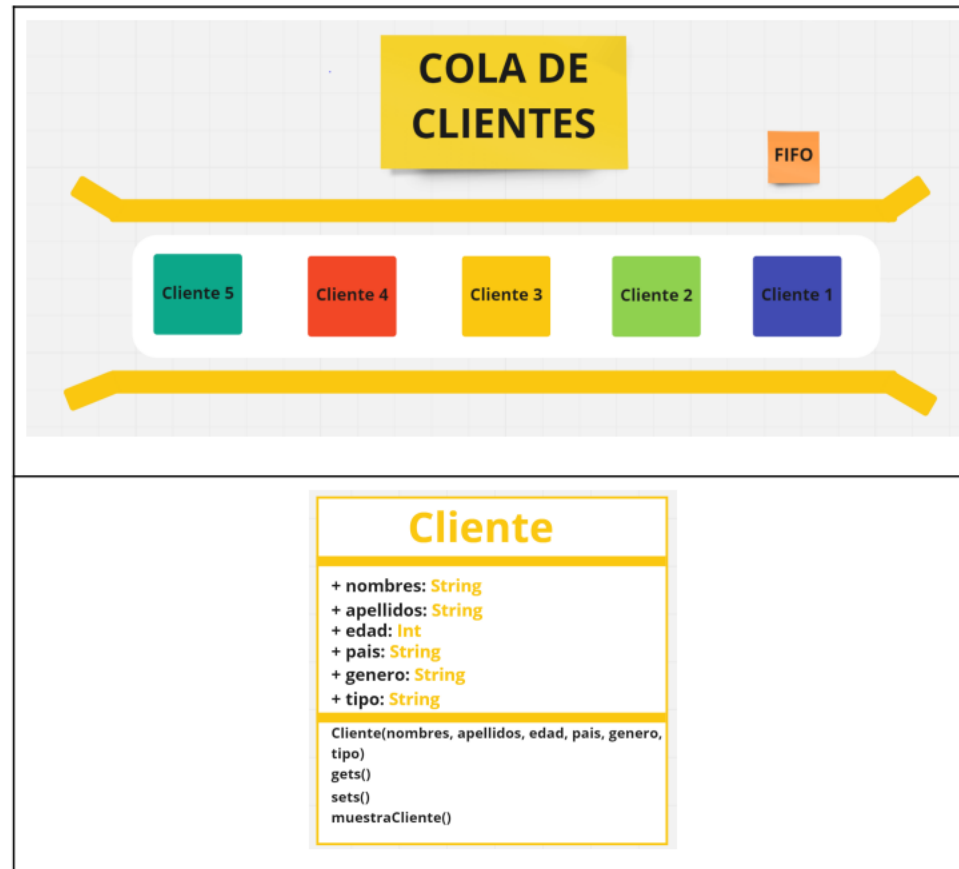 COLA DE
CLIENTES
FIFO
Cliente 5 Cliente 4 Cliente 3 Cliente 2 Cliente 1
Cliente
+ nombres: String
+ apellidos: String
+ edad: Int
+ pais: String
+ genero: String
+ tipo: String
Cliente(nombres, apellidos, edad, pais, genero,
tipo)
gets()
sets()
muestraCliente()